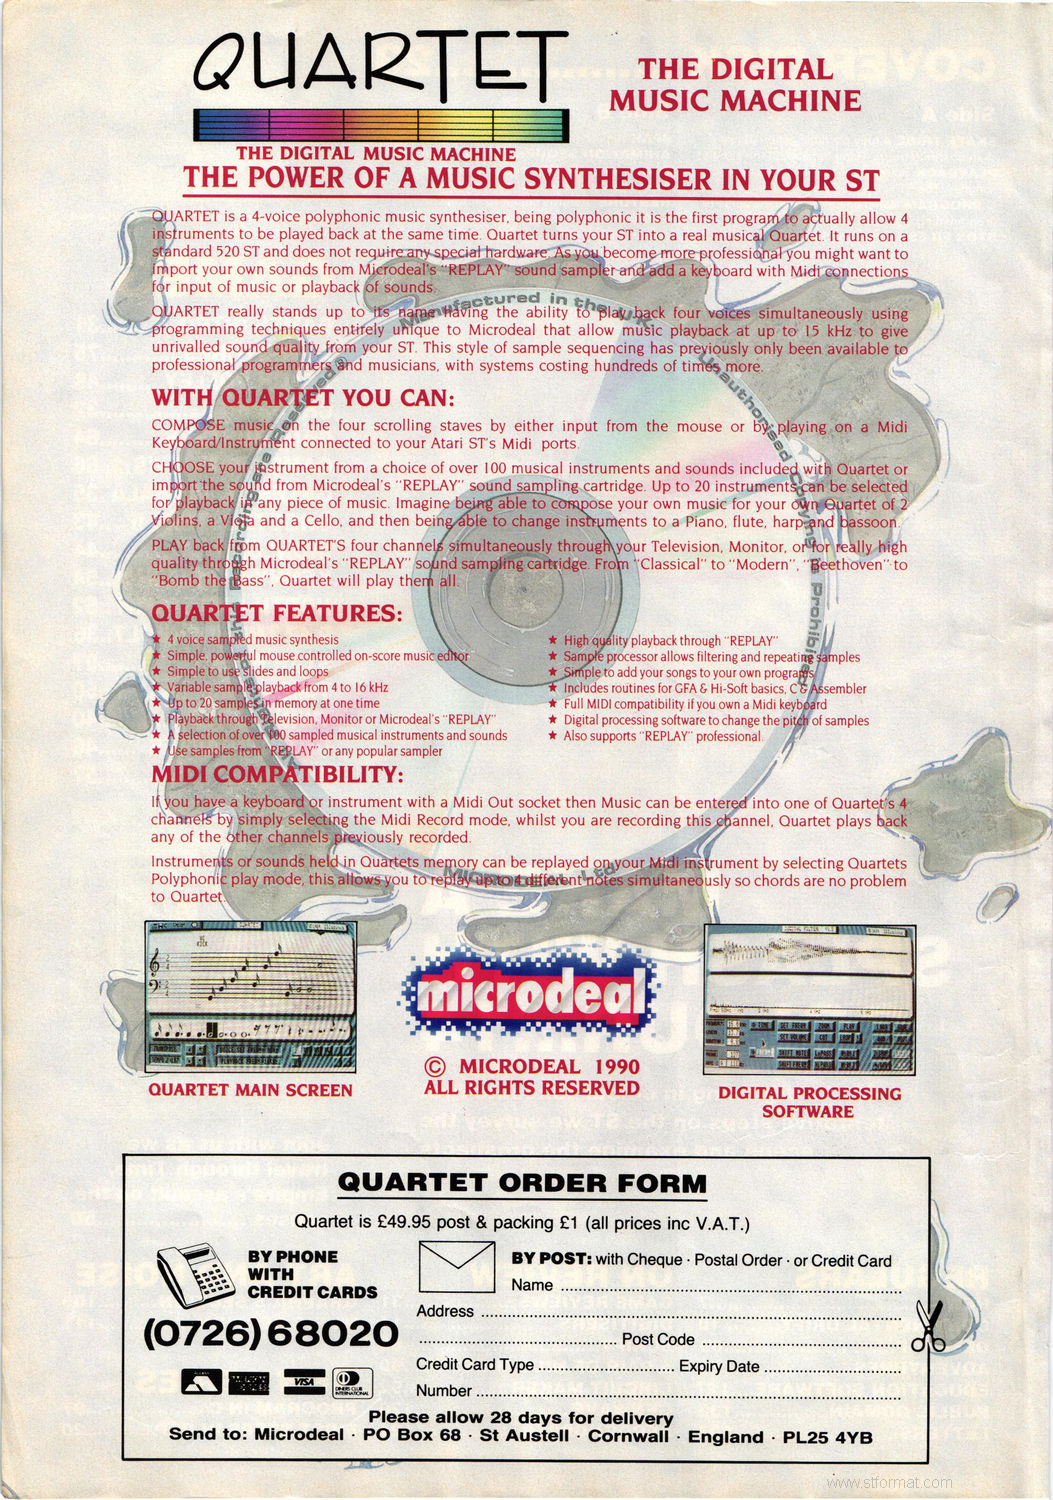 QUARTET
THE DIGITAL
MUSIC MACHINE
THE DIGITAL MUSIC MACHINE
THE POWER OF A MUSIC SYNTHESISER IN YOUR ST
QUARTET is a 4-voice polyphonic music synthesiser, being polyphonic it is the first program to actually allow 4
instruments to be played back at the same time. Quartet turns your ST into a real musical Quartet. It runs on a
standard 520 ST and does not require any special hardware. As you become more professional you might want to
import your own sounds from Microdeal's "REPLAY" sound sampler and add a keyboard with Midi connections
for input of music or playback of sounds.
QUARTET really stands up to its name having the ability to play back four voices simultaneously using
programming techniques entirely unique to Microdeal that allow music playback at up to 15 kHz to give
unrivalled sound quality from your ST. This style of sample sequencing has previously only been available to
professional programmers and musicians, with systems costing hundreds of times more.
WITH QUARTET YOU CAN:
COMPOSE music on the four scrolling staves by either input from the mouse or by playing on a Midi
Keyboard/Instrument connected to your Atari ST's Midi ports.
CHOOSE your instrument from a choice of over 100 musical instruments and sounds included with Quartet or
import the sound from Microdeal's "REPLAY" sound sampling cartridge. Up to 20 instruments can be selected
for playback in any piece of music. Imagine being able to compose your own music for your own Quartet of 2
Violins, a Viola and a Cello, and then being able to change instruments to a Piano, flute, harp and bassoon.
PLAY back from QUARTET'S four channels simultaneously through your Television, Monitor, or for really high
quality through Microdeal's "REPLAY" sound sampling cartridge. From "Classical" to "Modern", "Beethoven" to
"Bomb the Bass", Quartet will play them all.
QUARTET FEATURES:
★ 4 voice sampled music synthesis
★ Simple, powerful mouse controlled on-score music editor
★ Simple to use slides and loops
★ Variable sample playback from 4 to 16 kHz
★ Up to 20 samples in memory at one time
★ Playback through Television, Monitor or Microdeal's "REPLAY"
★ A selection of over 100 sampled musical instruments and sounds
★ Use samples from "REPLAY" or any popular sampler
★ High quality playback through "REPLAY"
★ Sample processor allows filtering and repeating samples
★ Simple to add your songs to your own programs
★ Includes routines for GFA & Hi-Soft basics, C & Assembler
★ Full MIDI compatibility if you own a Midi keyboard
★ Digital processing software to change the pitch of samples
★ Also supports "REPLAY" professional.
MIDI COMPATIBILITY:
If you have a keyboard or instrument with a Midi Out socket then Music can be entered into one of Quartet's 4
channels by simply selecting the Midi Record mode, whilst you are recording this channel, Quartet plays back
any of the other channels previously recorded.
Instruments or sounds held in Quartets memory can be replayed on your Midi instrument by selecting Quartets
Polyphonic play mode, this allows you to replay up to 4 different notes simultaneously so chords are no problem
to Quartet.
Manufactured in the UK
Unauthorised Copying is Prohibited
MICRODEAL Ltd
microdeal
© MICRODEAL 1990
ALL RIGHTS RESERVED
QUARTET MAIN SCREEN
DIGITAL PROCESSING
SOFTWARE
QUARTET ORDER FORM
Quartet is £49.95 post & packing £1 (all prices inc V.A.T.)
BY PHONE
WITH
CREDIT CARDS
(0726) 68020
VISA
DINERS CLUB
INTERNATIONAL
BY POST: with Cheque · Postal Order · or Credit Card
Name
Address
Post Code
Credit Card Type
Expiry Date
Number
Please allow 28 days for delivery
Send to: Microdeal · PO Box 68 · St Austell · Cornwall · England · PL25 4YB
www.stformat.com